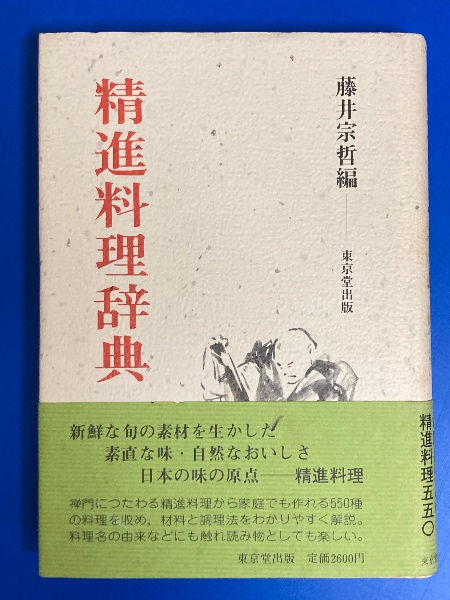 藤井宗哲編
東京堂出版
精進料理辞典
新鮮な旬の素材を生かした
素直な味・自然なおいしさ
日本の味の原点――精進料理
禅門につたわる精進料理から家庭でも作れる550種
の料理を収め，材料と調理法をわかりやすく解説。
料理名の由来などにも触れ読み物としても楽しい。
東京堂出版 定価2600円
精進料理五五〇